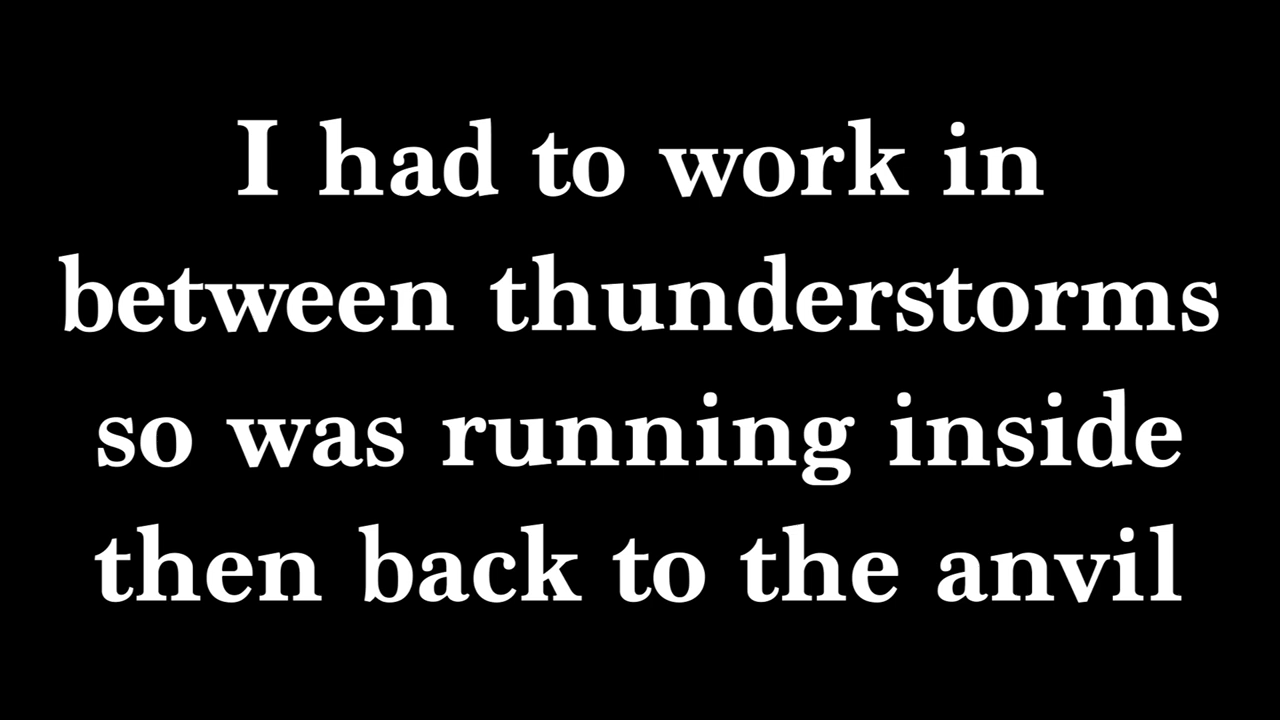 I had to work in
between thunderstorms
so was running inside
then back to the anvil